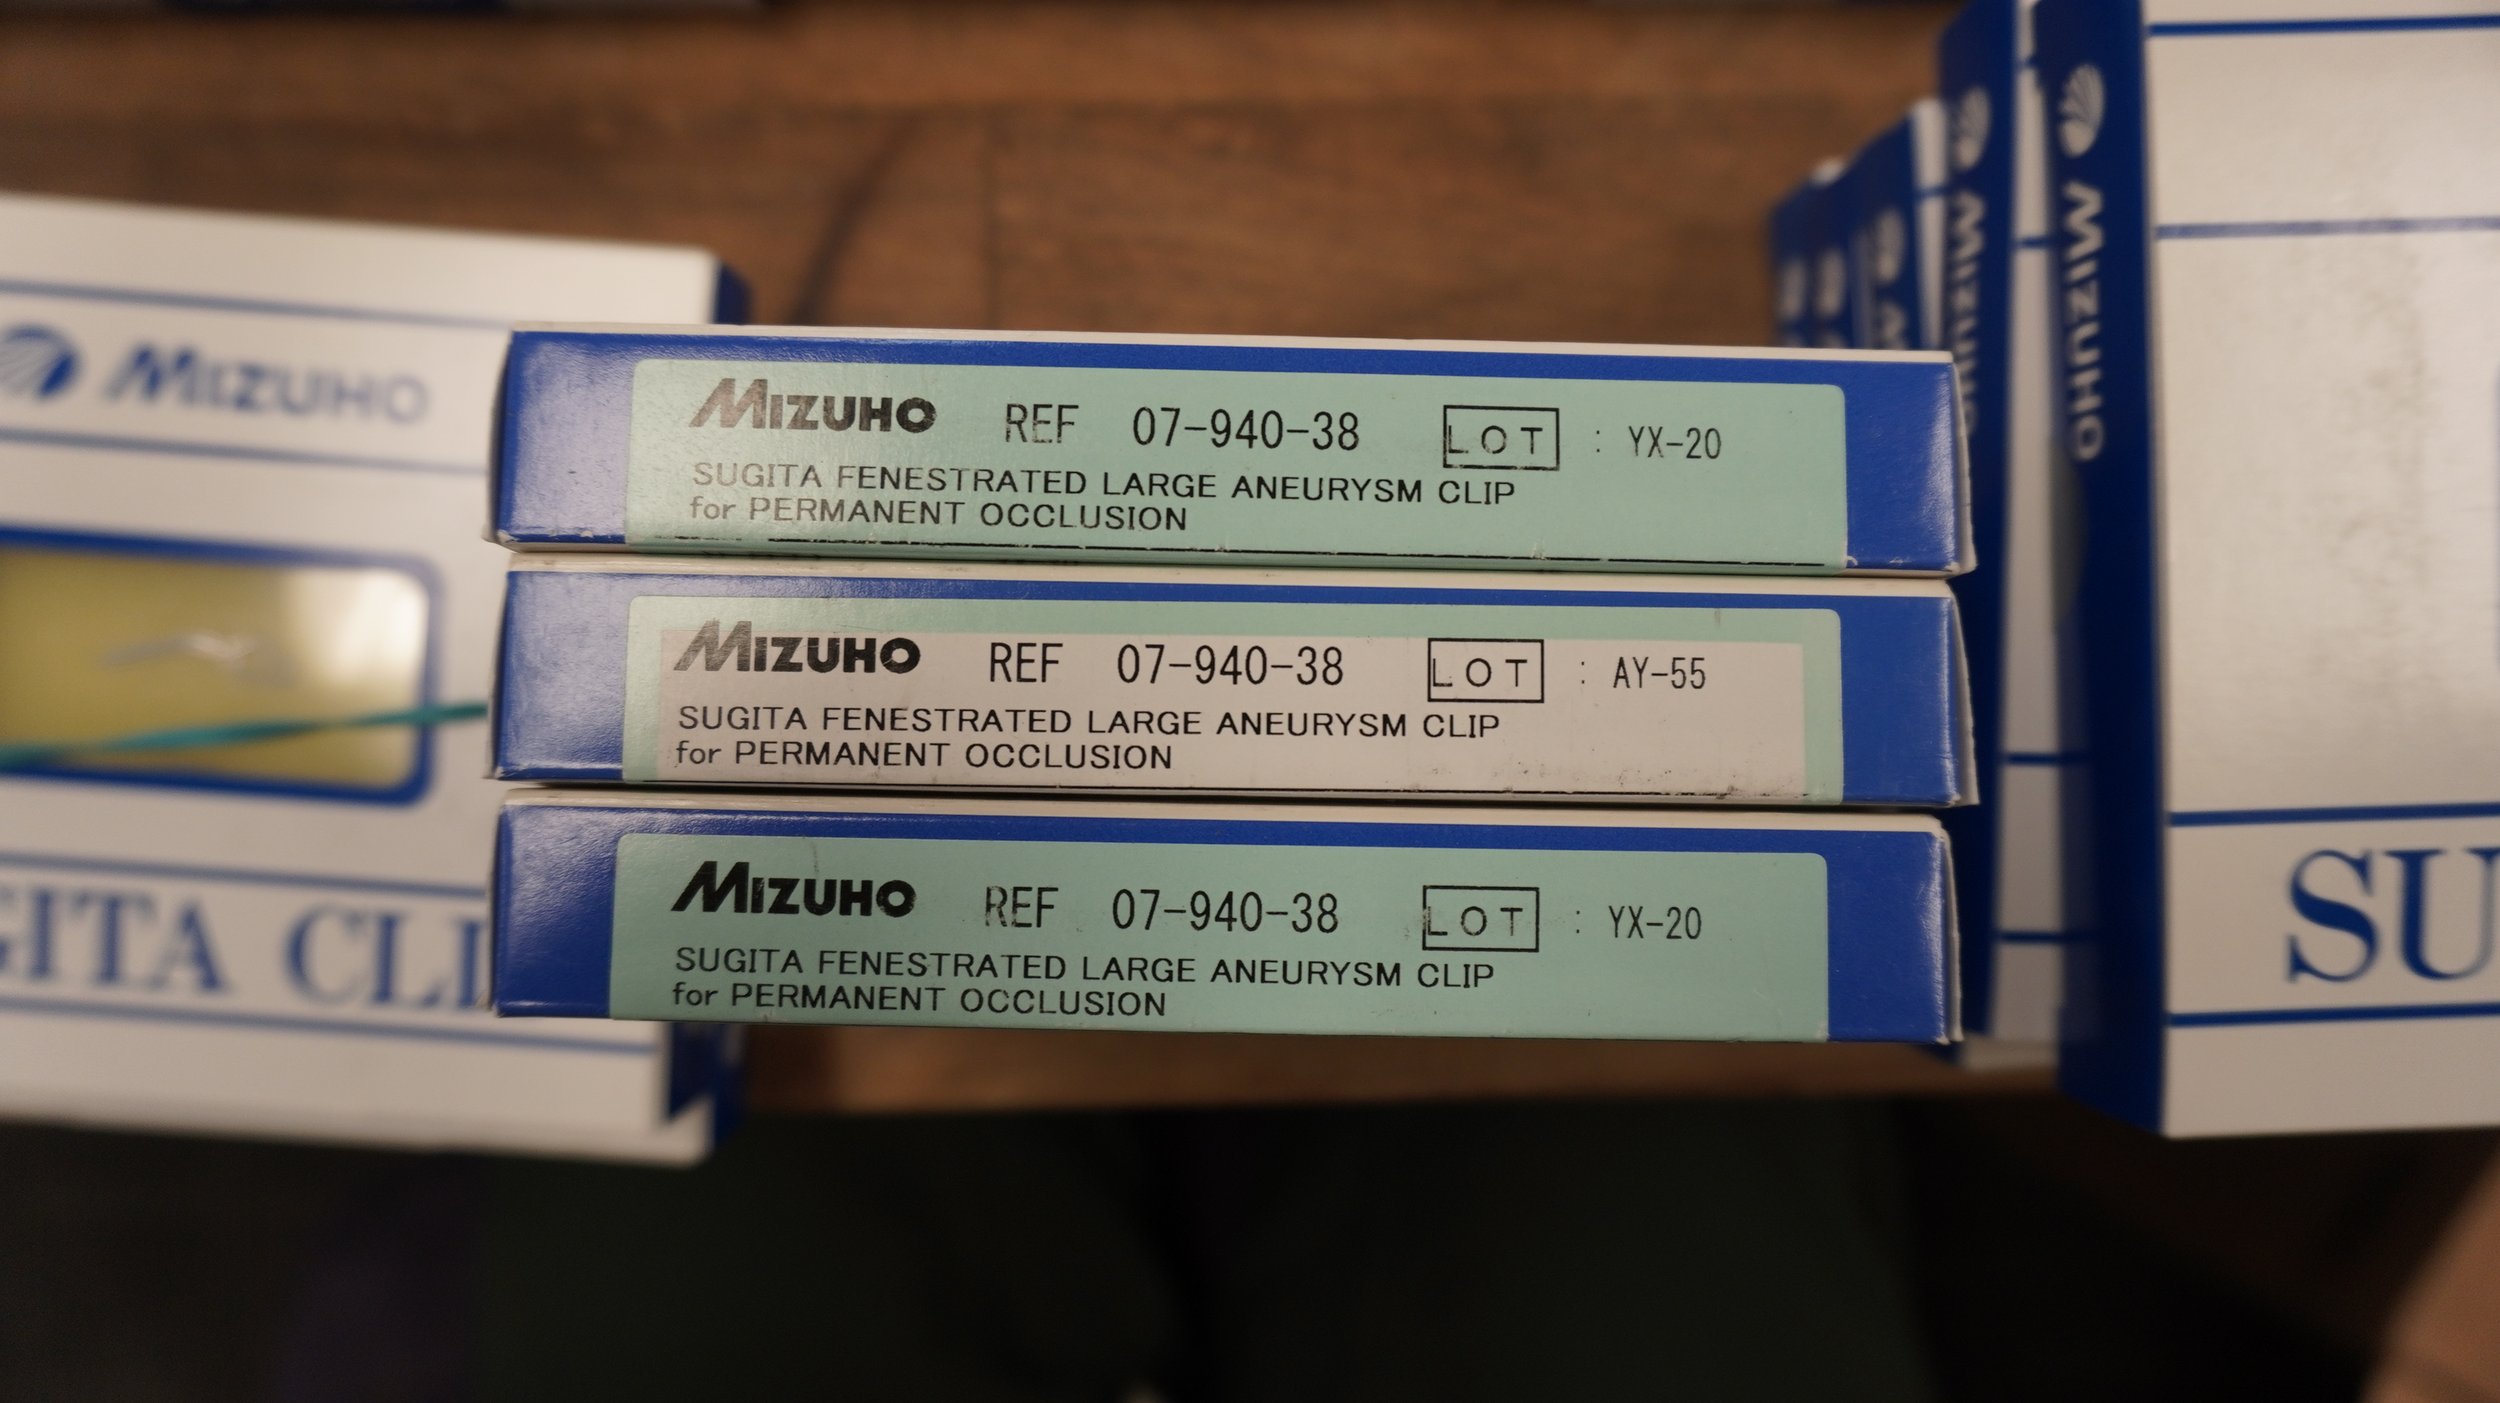 MIZUHO
GITA CLI
MIZUHO REF 07-940-38 LOT : YX-20
SUGITA FENESTRATED LARGE ANEURYSM CLIP
for PERMANENT OCCLUSION
MIZUHO REF 07-940-38 LOT : AY-55
SUGITA FENESTRATED LARGE ANEURYSM CLIP
for PERMANENT OCCLUSION
MIZUHO REF 07-940-38 LOT : YX-20
SUGITA FENESTRATED LARGE ANEURYSM CLIP
for PERMANENT OCCLUSION
MIZUHO
MIZUHO
SU